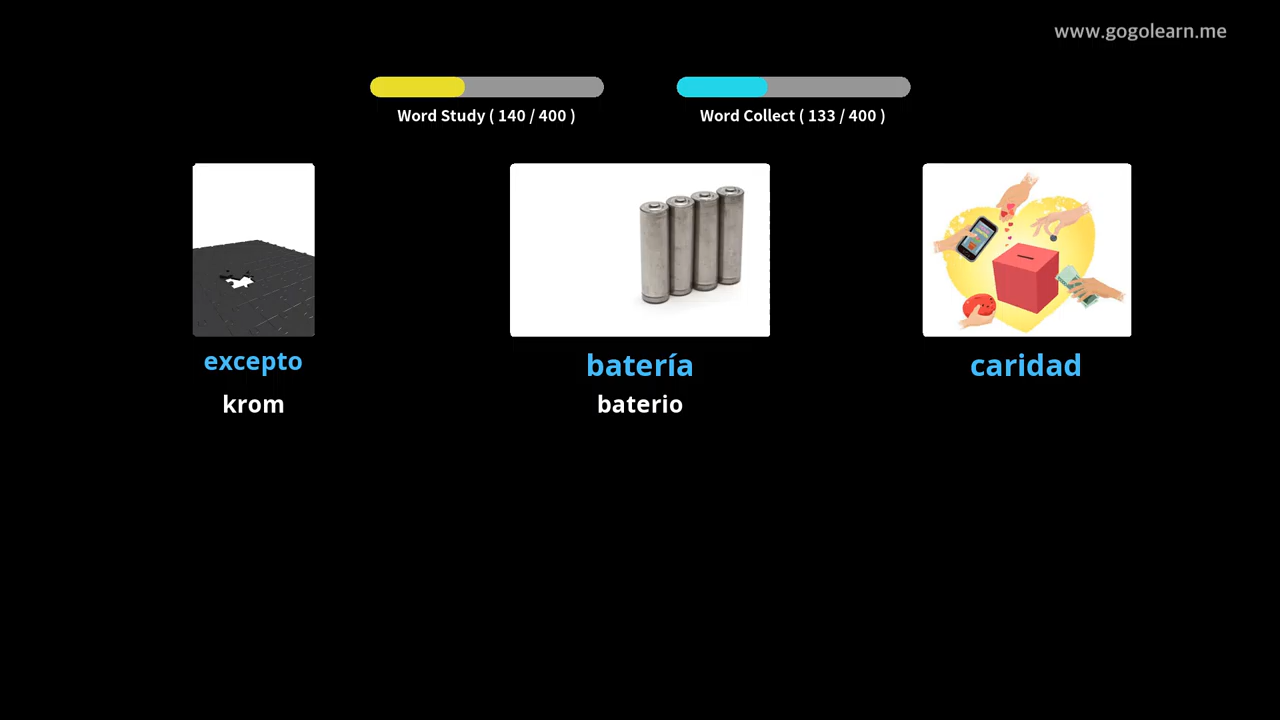 www.gogolearn.me
Word Study ( 140 / 400 )
Word Collect ( 133 / 400 )
excepto
batería
caridad
krom
baterio